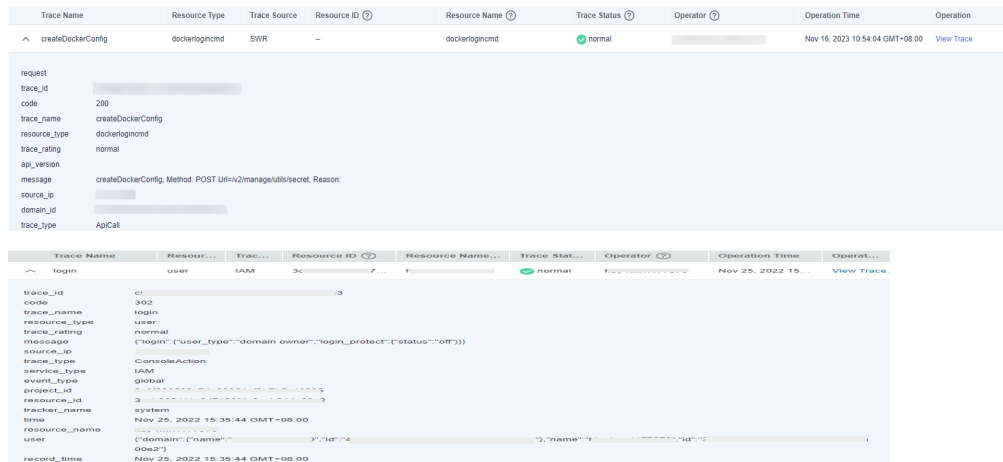 Trace Name Resource Type Trace Source Resource ID ? Resource Name ? Trace Status ? Operator ? Operation Time Operation
createDockerConfig dockerlogincmd SWR -- dockerlogincmd normal Nov 16, 2023 10:54:04 GMT+08:00 View Trace
request
trace_id
code 200
trace_name createDockerConfig
resource_type dockerlogincmd
trace_rating normal
api_version
message createDockerConfig, Method: POST Url=/v2/manage/utils/secret, Reason:
source_ip
domain_id
trace_type ApiCall
Trace Name Resour... Trac... Resource ID ? Resource Name... Trace Stat... Operator ? Operation Time Operat...
login user IAM normal Nov 25, 2022 15... View Trace
trace_id
code 302
trace_name login
resource_type user
trace_rating normal
message {"login":{"user_type":"domain owner","login_protect":{"status":"off"}}}
source_ip
trace_type ConsoleAction
service_type IAM
event_type global
project_id
resource_id
tracker_name system
time Nov 25, 2022 15:35:44 GMT+08:00
resource_name
user {"domain":{"name":" ","id": "},"name": ,"id":
00e2"}
record_time Nov 25, 2022 15:35:44 GMT+08:00